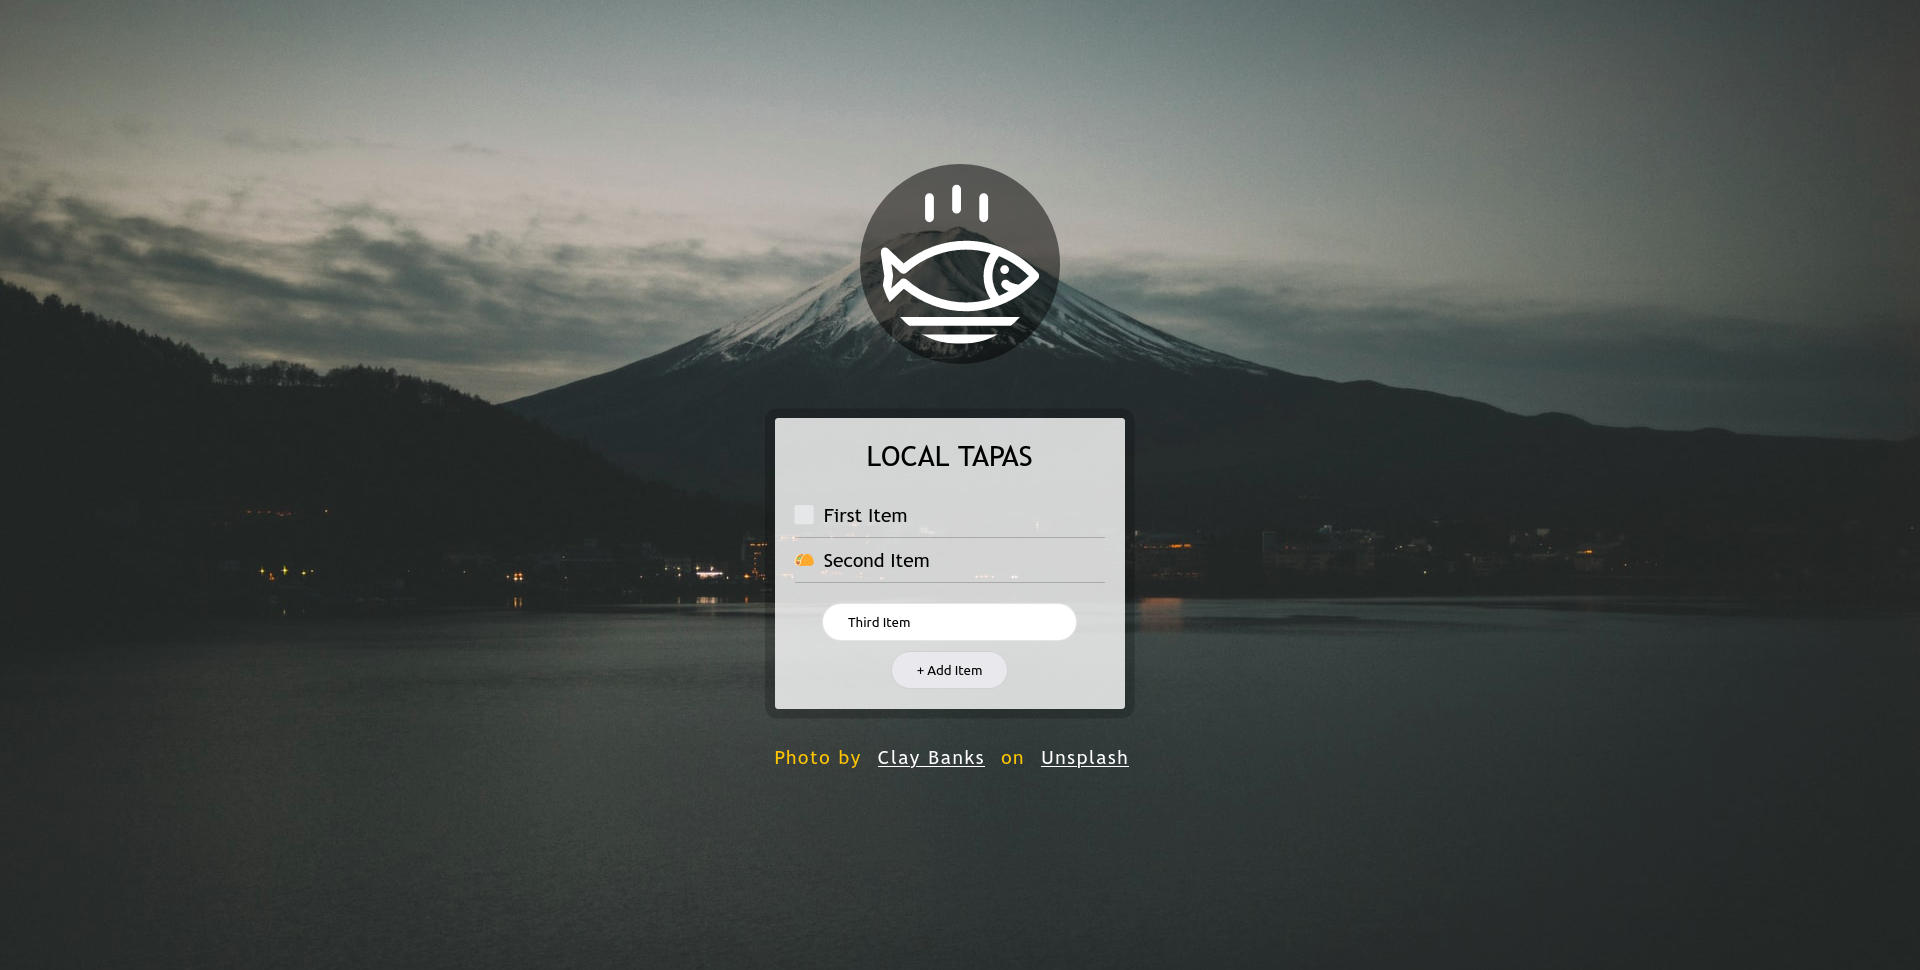 LOCAL TAPAS
First Item
Second Item
Third Item
+ Add Item
Photo by Clay Banks on Unsplash